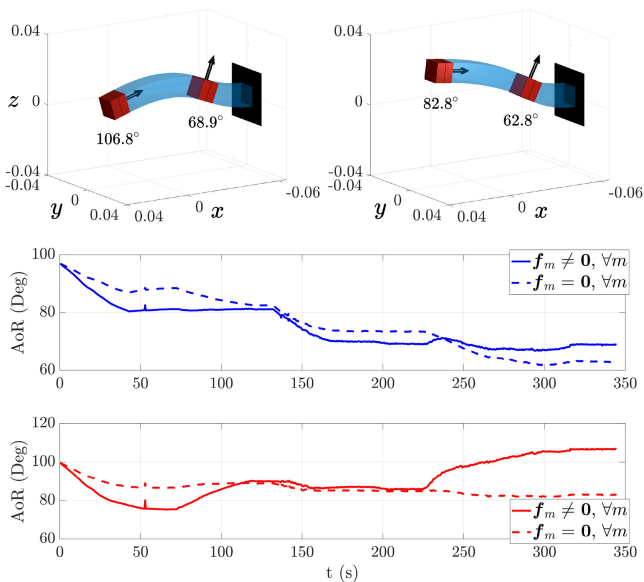 0.04 0.04
z 0 0
106.8° 68.9° 82.8° 62.8°
-0.04 -0.04
-0.04 -0.04
0 -0.06 0 -0.06
y 0.04 0.04 0 x y 0.04 0.04 0 x
100
80
60
AoR (Deg)
f_m ≠ 0, ∀m
f_m = 0, ∀m
0 50 100 150 200 250 300 350
120
100
80
60
AoR (Deg)
f_m ≠ 0, ∀m
f_m = 0, ∀m
0 50 100 150 200 250 300 350
t (s)